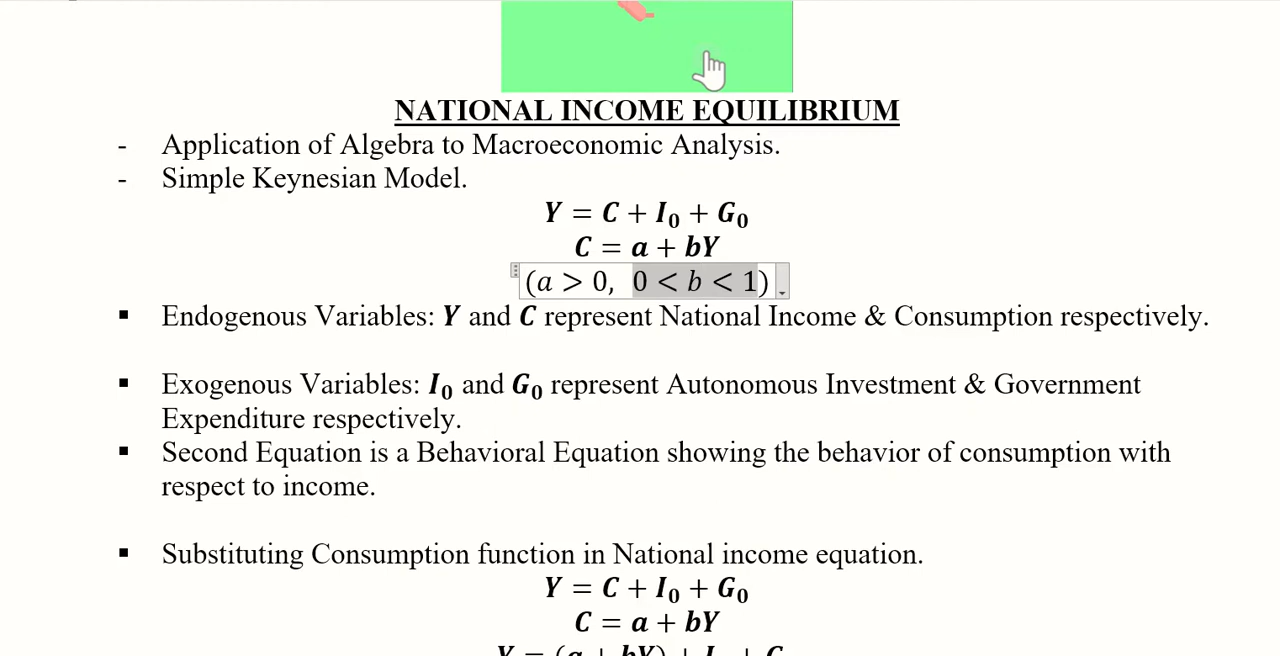 NATIONAL INCOME EQUILIBRIUM
- Application of Algebra to Macroeconomic Analysis.
- Simple Keynesian Model.
Y = C + I₀ + G₀
C = a + bY
(a > 0, 0 < b < 1)
▪ Endogenous Variables: Y and C represent National Income & Consumption respectively.
▪ Exogenous Variables: I₀ and G₀ represent Autonomous Investment & Government
Expenditure respectively.
▪ Second Equation is a Behavioral Equation showing the behavior of consumption with
respect to income.
▪ Substituting Consumption function in National income equation.
Y = C + I₀ + G₀
C = a + bY
Y = (a + bY) + I + G